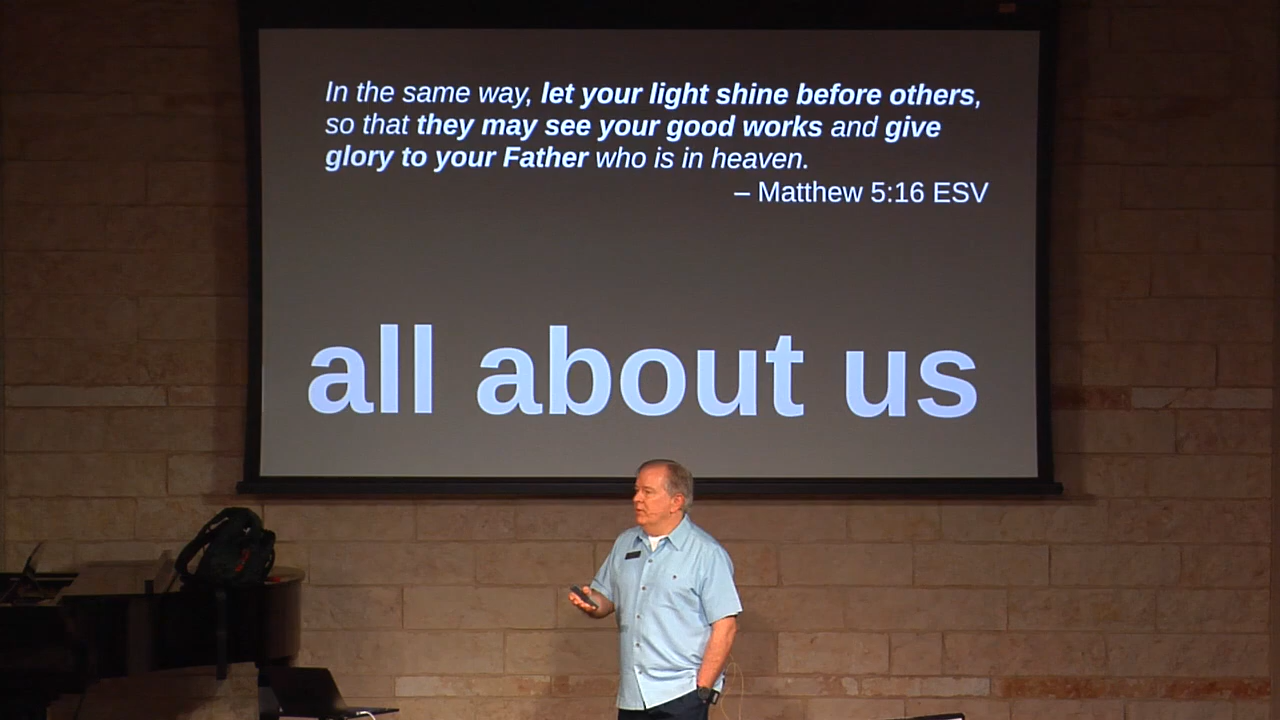 In the same way, let your light shine before others,
so that they may see your good works and give
glory to your Father who is in heaven.
– Matthew 5:16 ESV
all about us